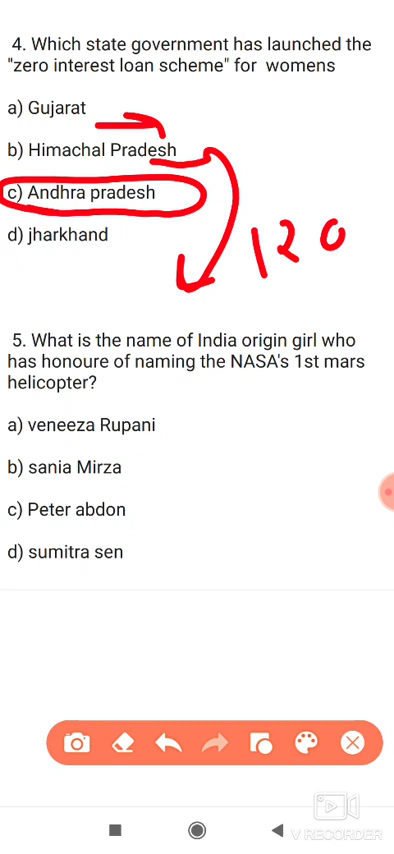 4. Which state government has launched the
"zero interest loan scheme" for womens
a) Gujarat
b) Himachal Pradesh
c) Andhra pradesh
d) jharkhand
120
5. What is the name of India origin girl who
has honoure of naming the NASA's 1st mars
helicopter?
a) veneeza Rupani
b) sania Mirza
c) Peter abdon
d) sumitra sen
V RECORDER